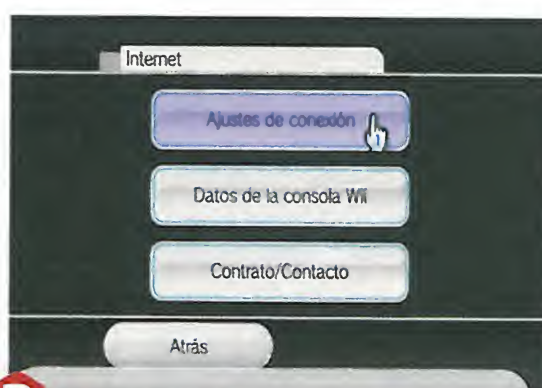 Internet
Ajustes de conexión
Datos de la consola Wii
Contrato/Contacto
Atrás